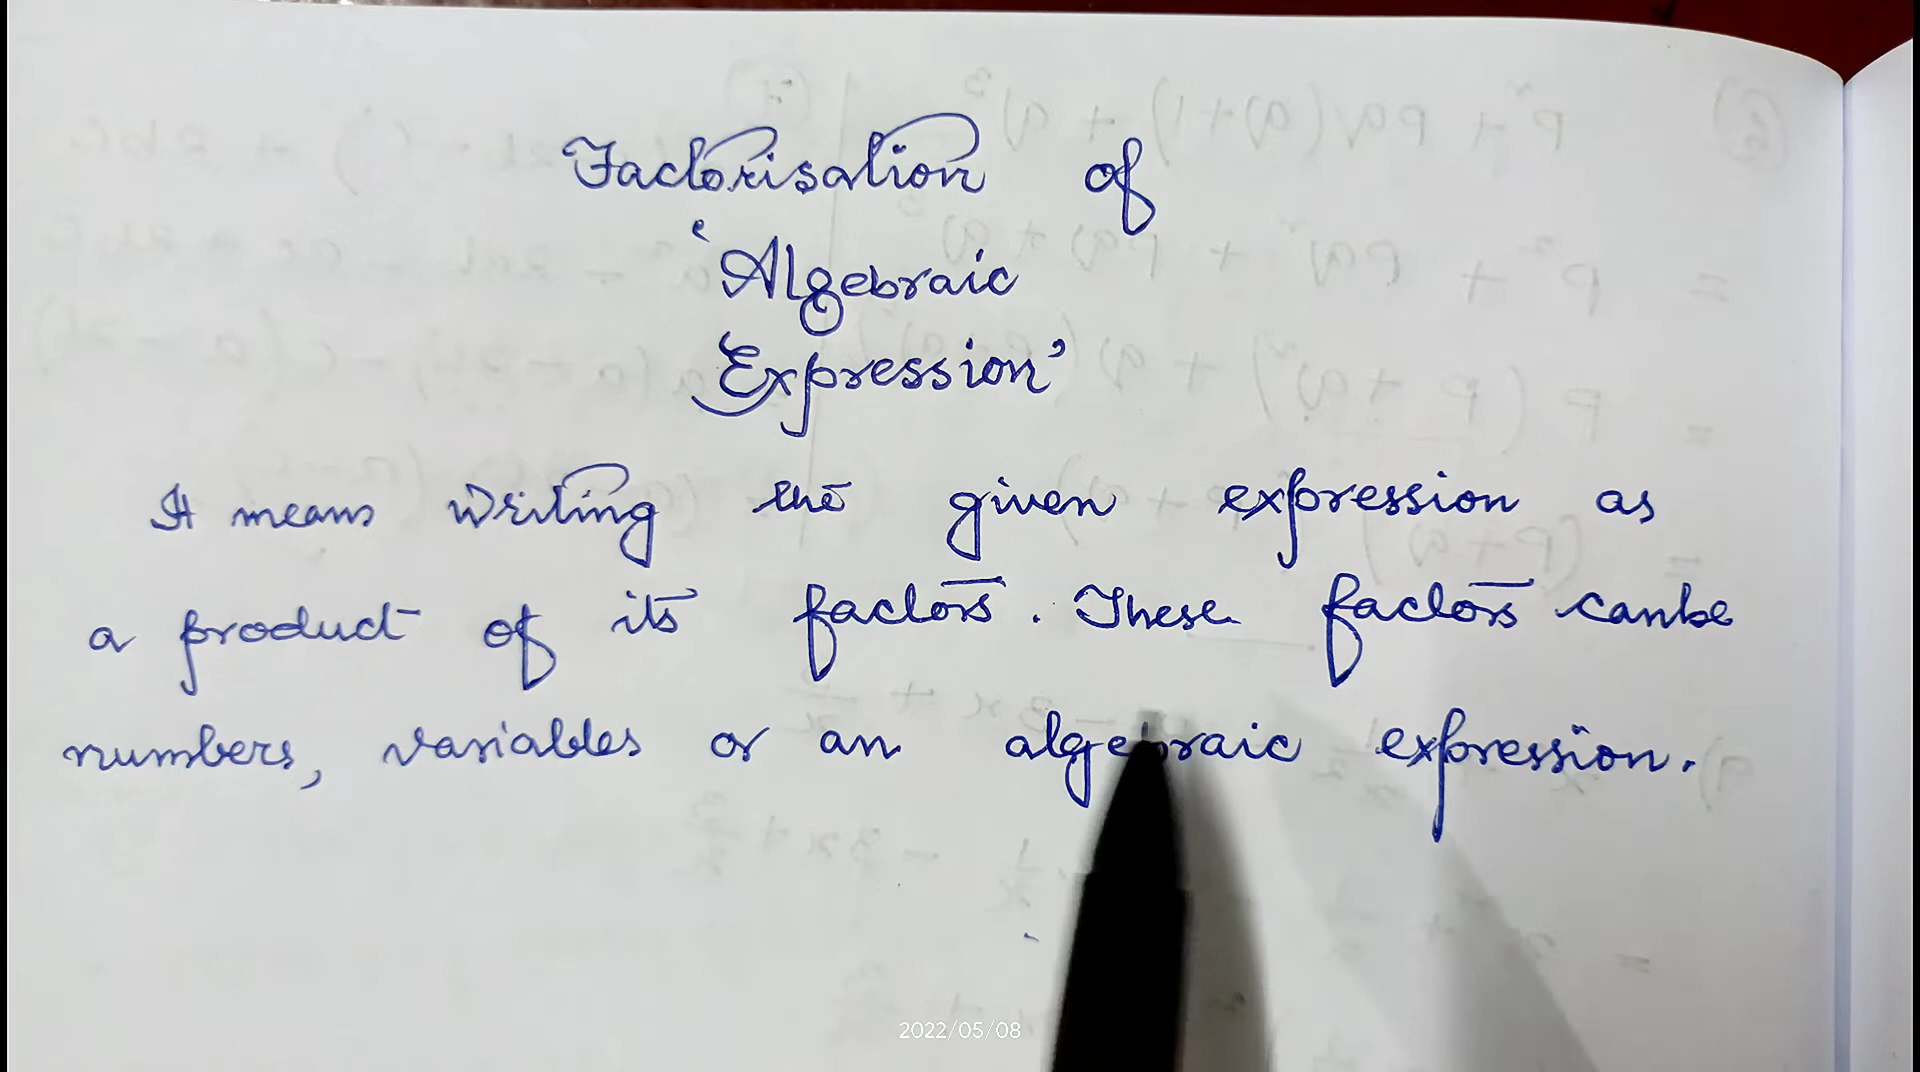 Factorisation of
'Algebraic
Expression'
It means writing the given expression as
a product of its factors. These factors canbe
numbers, variables or an algebraic expression.
2022/05/08